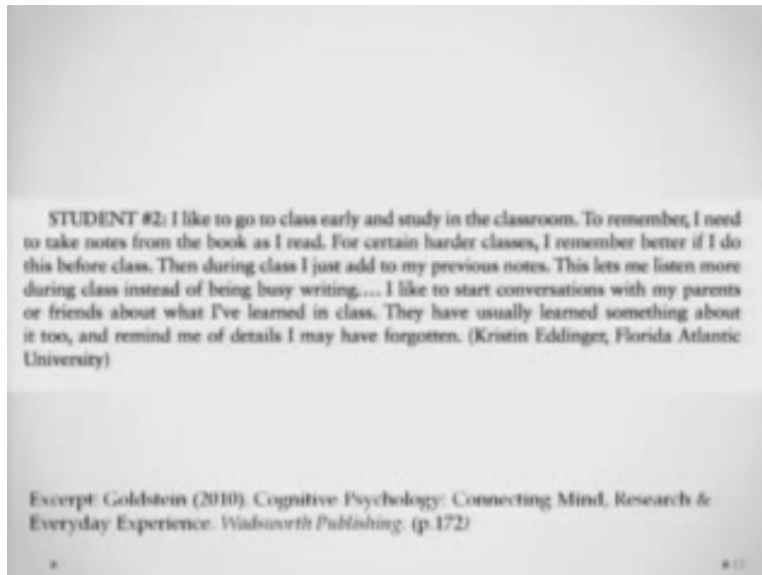 STUDENT #2: I like to go to class early and study in the classroom. To remember, I need
to take notes from the book as I read. For certain harder classes, I remember better if I do
this before class. Then during class I just add to my previous notes. This lets me listen more
during class instead of being busy writing.... I like to start conversations with my parents
or friends about what I've learned in class. They have usually learned something about
it too, and remind me of details I may have forgotten. (Kristin Eddinger, Florida Atlantic
University)
Excerpt: Goldstein (2010). Cognitive Psychology: Connecting Mind, Research &
Everyday Experience. Wadsworth Publishing. (p.172)